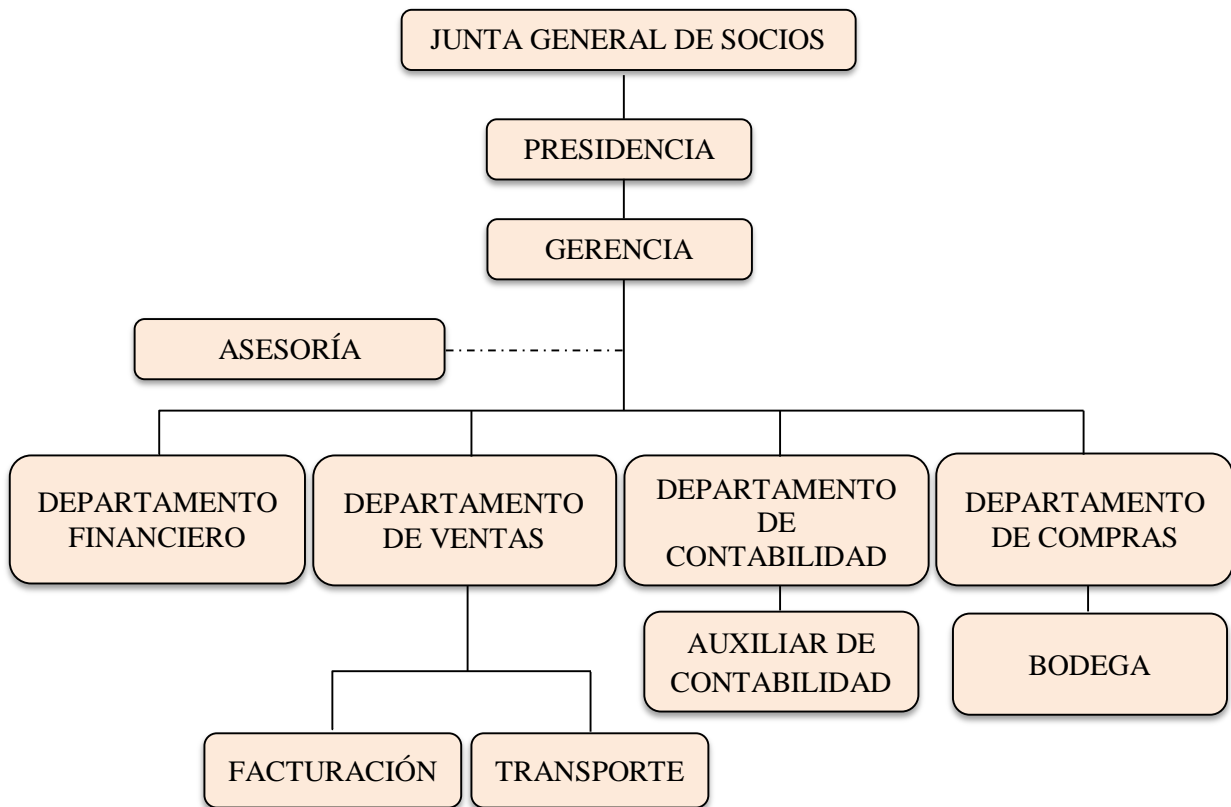 JUNTA GENERAL DE SOCIOS
PRESIDENCIA
GERENCIA
ASESORÍA
DEPARTAMENTO
FINANCIERO
DEPARTAMENTO
DE VENTAS
DEPARTAMENTO
DE
CONTABILIDAD
DEPARTAMENTO
DE COMPRAS
AUXILIAR DE
CONTABILIDAD
BODEGA
FACTURACIÓN
TRANSPORTE